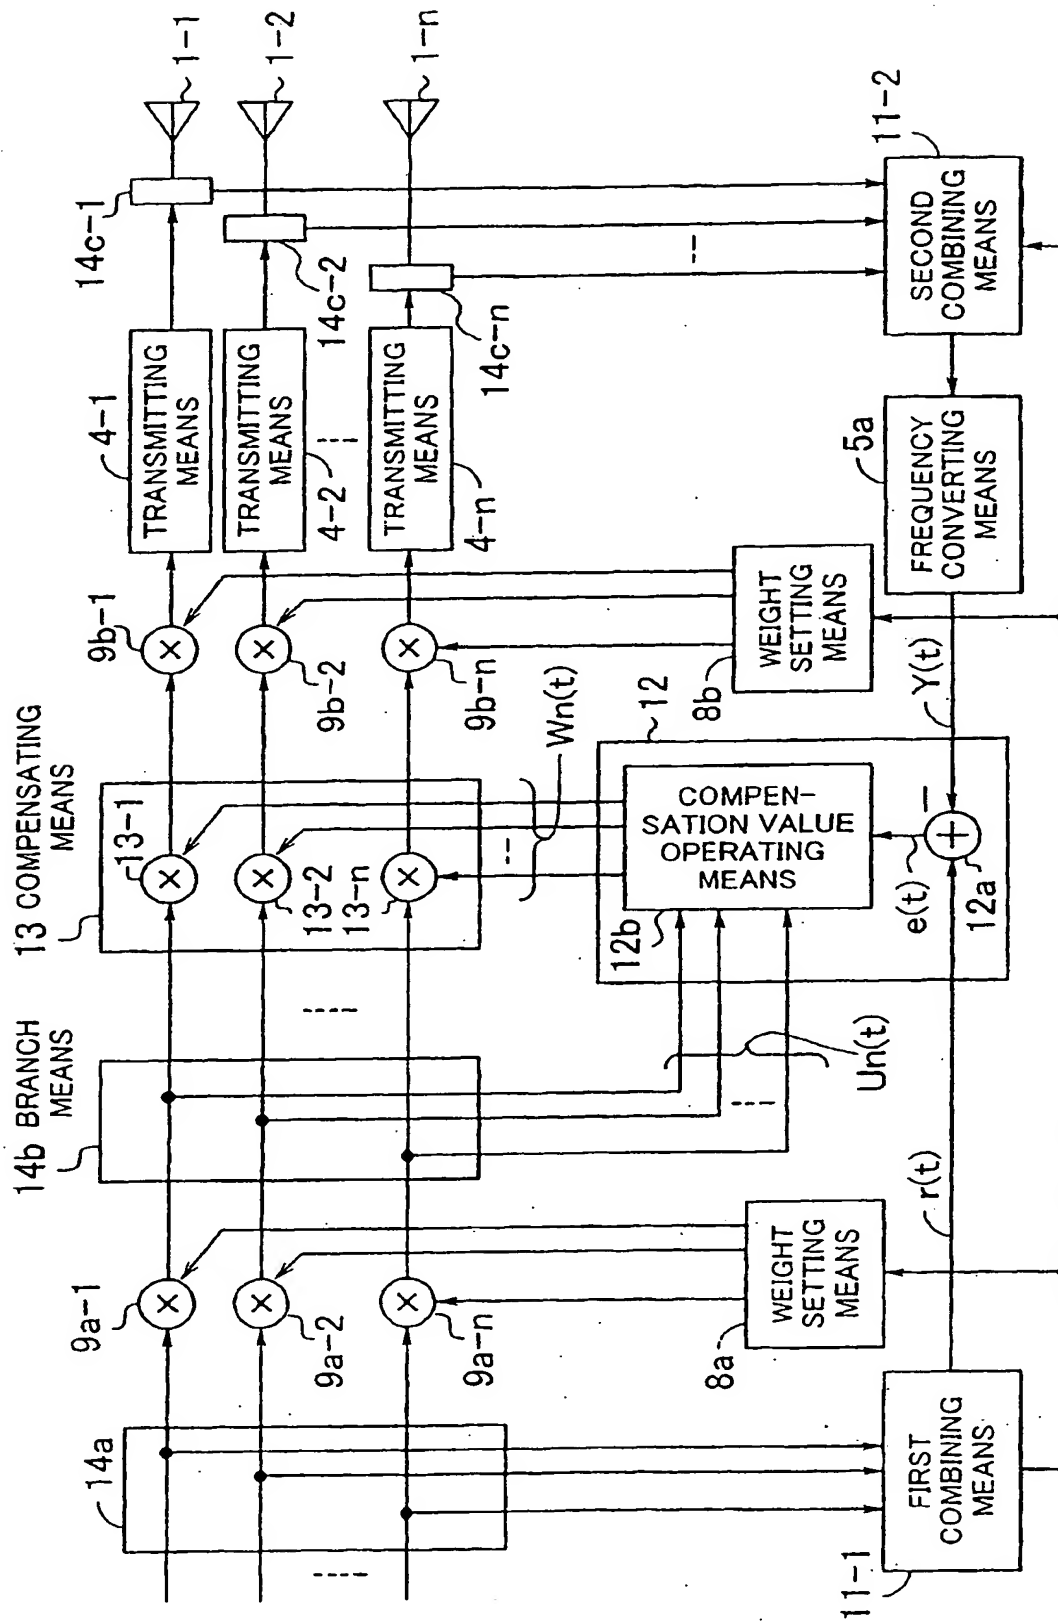 14c-1
1-1
1-2
1-n
4-1
TRANSMITTING
MEANS
14c-2
TRANSMITTING
MEANS
4-2
14c-n
TRANSMITTING
MEANS
4-n
9b-1
9b-2
9b-n
13 COMPENSATING
MEANS
13-1
13-2
13-n
Wn(t)
14b BRANCH
MEANS
Un(t)
9a-1
9a-2
9a-n
14a
11-2
SECOND
COMBINING
MEANS
5a
FREQUENCY
CONVERTING
MEANS
8b
WEIGHT
SETTING
MEANS
Y(t)
12
COMPEN-
SATION VALUE
OPERATING
MEANS
12b
e(t)
12a
r(t)
8a
WEIGHT
SETTING
MEANS
FIRST
COMBINING
MEANS
11-1